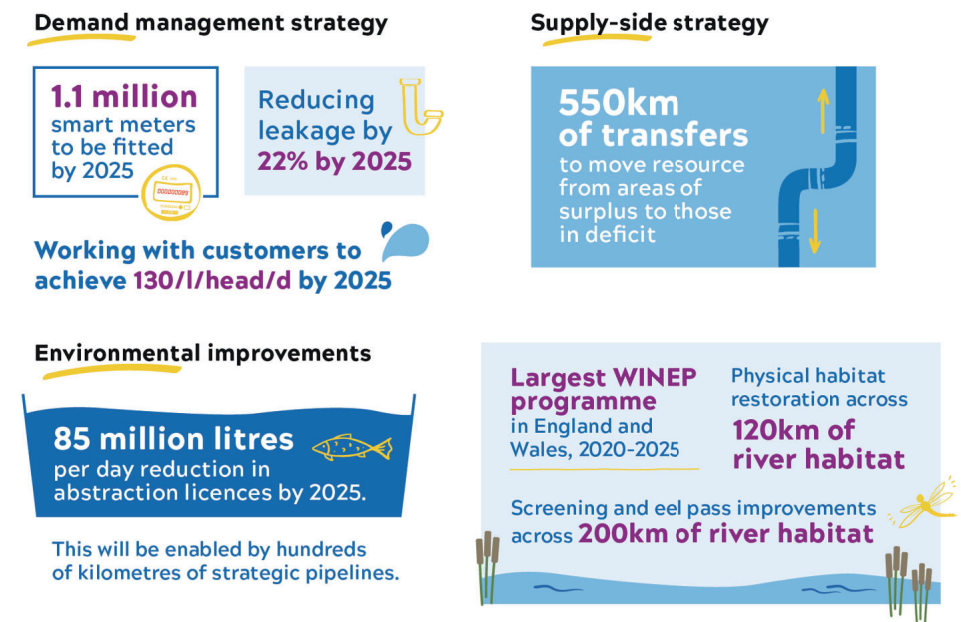 Demand management strategy
1.1 million
smart meters
to be fitted
by 2025
Reducing
leakage by
22% by 2025
Working with customers to
achieve 130/l/head/d by 2025
Supply-side strategy
550km
of transfers
to move resource
from areas of
surplus to those
in deficit
Environmental improvements
85 million litres
per day reduction in
abstraction licences by 2025.
This will be enabled by hundreds
of kilometres of strategic pipelines.
Largest WINEP
programme
in England and
Wales, 2020-2025
Physical habitat
restoration across
120km of
river habitat
Screening and eel pass improvements
across 200km of river habitat